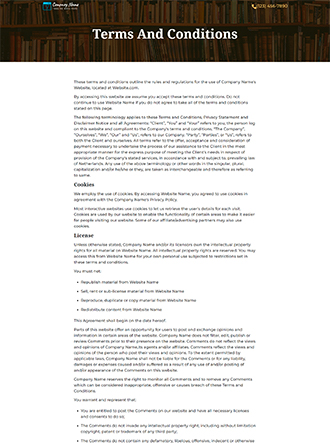 Company Name
(123) 456-7890
Terms And Conditions
These terms and conditions outline the rules and regulations for the use of Company Name's
Website, located at Website.com.
By accessing this website we assume you accept these terms and conditions. Do not
continue to use Website Name if you do not agree to take all of the terms and conditions
stated on this page.
The following terminology applies to these Terms and Conditions, Privacy Statement and
Disclaimer Notice and all Agreements: "Client", "You" and "Your" refers to you, the person log
on this website and compliant to the Company's terms and conditions. "The Company",
"Ourselves", "We", "Our" and "Us", refers to our Company. "Party", "Parties", or "Us", refers to
both the Client and ourselves. All terms refer to the offer, acceptance and consideration of
payment necessary to undertake the process of our assistance to the Client in the most
appropriate manner for the express purpose of meeting the Client's needs in respect of
provision of the Company's stated services, in accordance with and subject to, prevailing law of
Netherlands. Any use of the above terminology or other words in the singular, plural,
capitalization and/or he/she or they, are taken as interchangeable and therefore as referring
to same.
Cookies
We employ the use of cookies. By accessing Website Name, you agreed to use cookies in
agreement with the Company Name's Privacy Policy.
Most interactive websites use cookies to let us retrieve the user's details for each visit.
Cookies are used by our website to enable the functionality of certain areas to make it easier
for people visiting our website. Some of our affiliate/advertising partners may also use
cookies.
License
Unless otherwise stated, Company Name and/or its licensors own the intellectual property
rights for all material on Website Name. All intellectual property rights are reserved. You may
access this from Website Name for your own personal use subjected to restrictions set in
these terms and conditions.
You must not:
• Republish material from Website Name
• Sell, rent or sub-license material from Website Name
• Reproduce, duplicate or copy material from Website Name
• Redistribute content from Website Name
This Agreement shall begin on the date hereof.
Parts of this website offer an opportunity for users to post and exchange opinions and
information in certain areas of the website. Company Name does not filter, edit, publish or
review Comments prior to their presence on the website. Comments do not reflect the views
and opinions of Company Name, its agents and/or affiliates. Comments reflect the views and
opinions of the person who post their views and opinions. To the extent permitted by
applicable laws, Company Name shall not be liable for the Comments or for any liability,
damages or expenses caused and/or suffered as a result of any use of and/or posting of
and/or appearance of the Comments on this website.
Company Name reserves the right to monitor all Comments and to remove any Comments
which can be considered inappropriate, offensive or causes breach of these Terms and
Conditions.
You warrant and represent that:
• You are entitled to post the Comments on our website and have all necessary licenses
and consents to do so;
• The Comments do not invade any intellectual property right, including without limitation
copyright, patent or trademark of any third party;
• The Comments do not contain any defamatory, libelous, offensive, indecent or otherwise